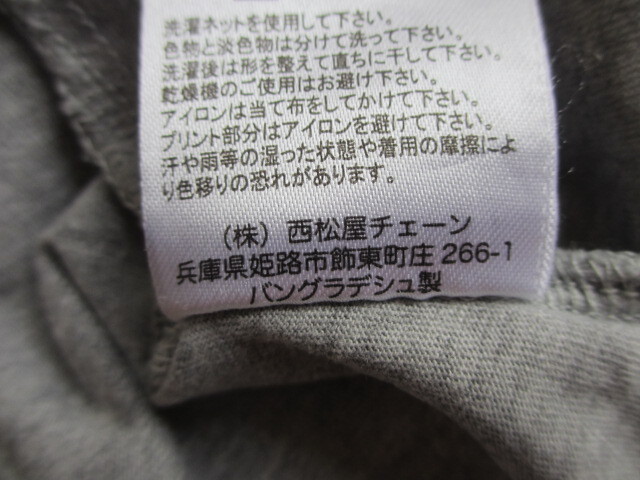 洗濯ネットを使用して下さい。
色物と淡色物は分けて洗って下さい。
洗濯後は形を整えて直ちに干して下さい。
乾燥機のご使用はお避け下さい。
アイロンは当て布をしてかけて下さい。
プリント部分はアイロンを避けて下さい。
汗や雨等の湿った状態や着用の摩擦によ
り色移りの恐れがあります。
(株) 西松屋チェーン
兵庫県姫路市飾東町庄 266-1
バングラデシュ製